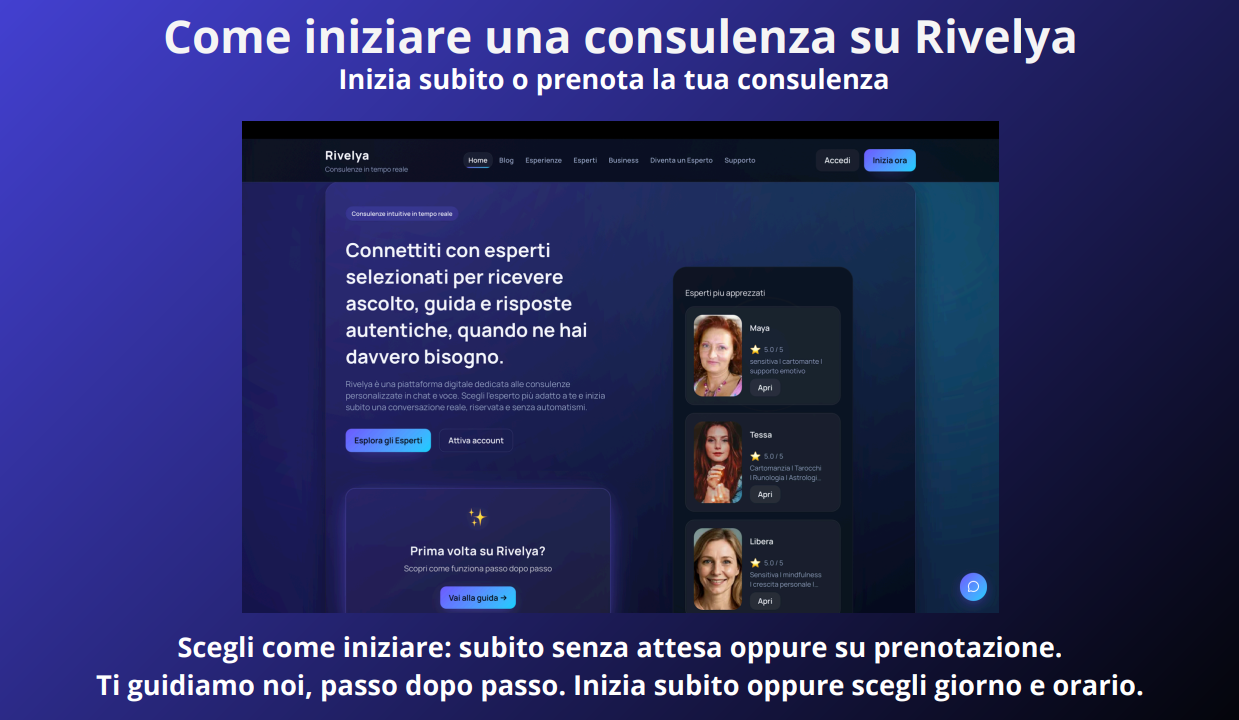 Come iniziare una consulenza su Rivelya
Inizia subito o prenota la tua consulenza
Rivelya
Consulenze in tempo reale
Home Blog Esperienze Esperti Business Diventa un Esperto Supporto
Accedi Inizia ora
Consulenze intuitive in tempo reale
Connettiti con esperti
selezionati per ricevere
ascolto, guida e risposte
autentiche, quando ne hai
davvero bisogno.
Rivelya è una piattaforma digitale dedicata alle consulenze
personalizzate in chat e voce. Scegli l'esperto più adatto a te e inizia
subito una conversazione reale, riservata e senza automatismi.
Esplora gli Esperti Attiva account
Prima volta su Rivelya?
Scopri come funziona passo dopo passo
Vai alla guida →
Esperti piu apprezzati
Maya
5.0 / 5
sensitiva | cartomante |
supporto emotivo
Apri
Tessa
5.0 / 5
Cartomanzia | Tarocchi
| Runologia | Astrologi...
Apri
Libera
5.0 / 5
Sensitiva | mindfulness
| crescita personale |...
Apri
Scegli come iniziare: subito senza attesa oppure su prenotazione.
Ti guidiamo noi, passo dopo passo. Inizia subito oppure scegli giorno e orario.